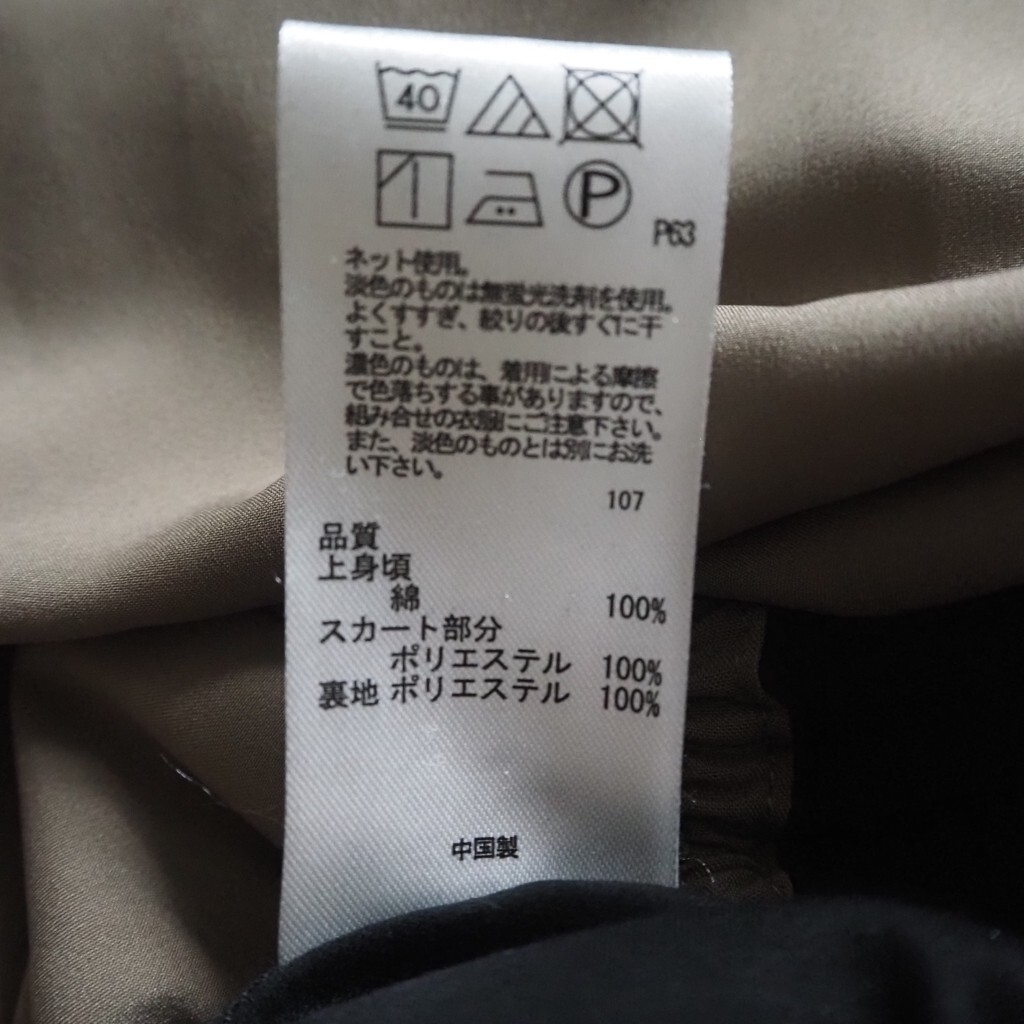 40
P
P63
ネット使用。
淡色のものは無蛍光洗剤を使用。
よくすすぎ、絞りの後すぐに干
すこと。
濃色のものは、着用による摩擦
で色落ちする事がありますので、
組み合せの衣服にご注意下さい。
また、淡色のものとは別にお洗
い下さい。
107
品質
上身頃
綿 100%
スカート部分
ポリエステル 100%
裏地 ポリエステル 100%
中国製